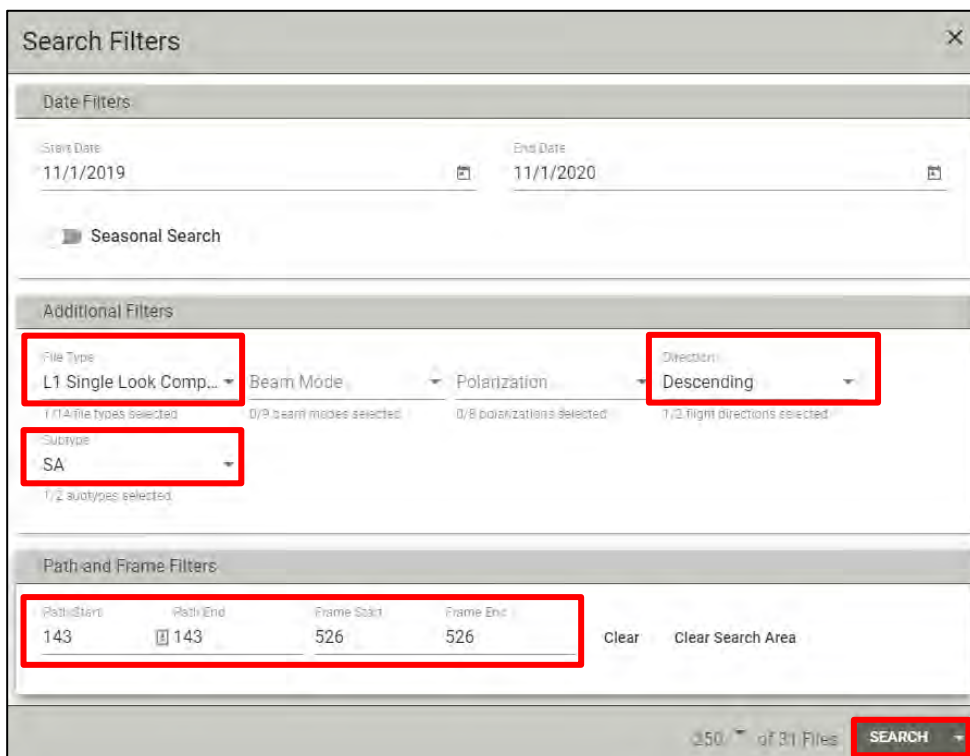 Search Filters ×
Date Filters
Start Date End Date
11/1/2019 11/1/2020
Seasonal Search
Additional Filters
File Type Direction
L1 Single Look Comp... Beam Mode Polarization Descending
1/14 file types selected 0/9 beam modes selected 0/8 polarizations selected 1/2 flight directions selected
Subtype
SA
1/2 subtypes selected
Path and Frame Filters
Path Start Path End Frame Start Frame End
143 143 526 526 Clear Clear Search Area
250 of 31 Files SEARCH